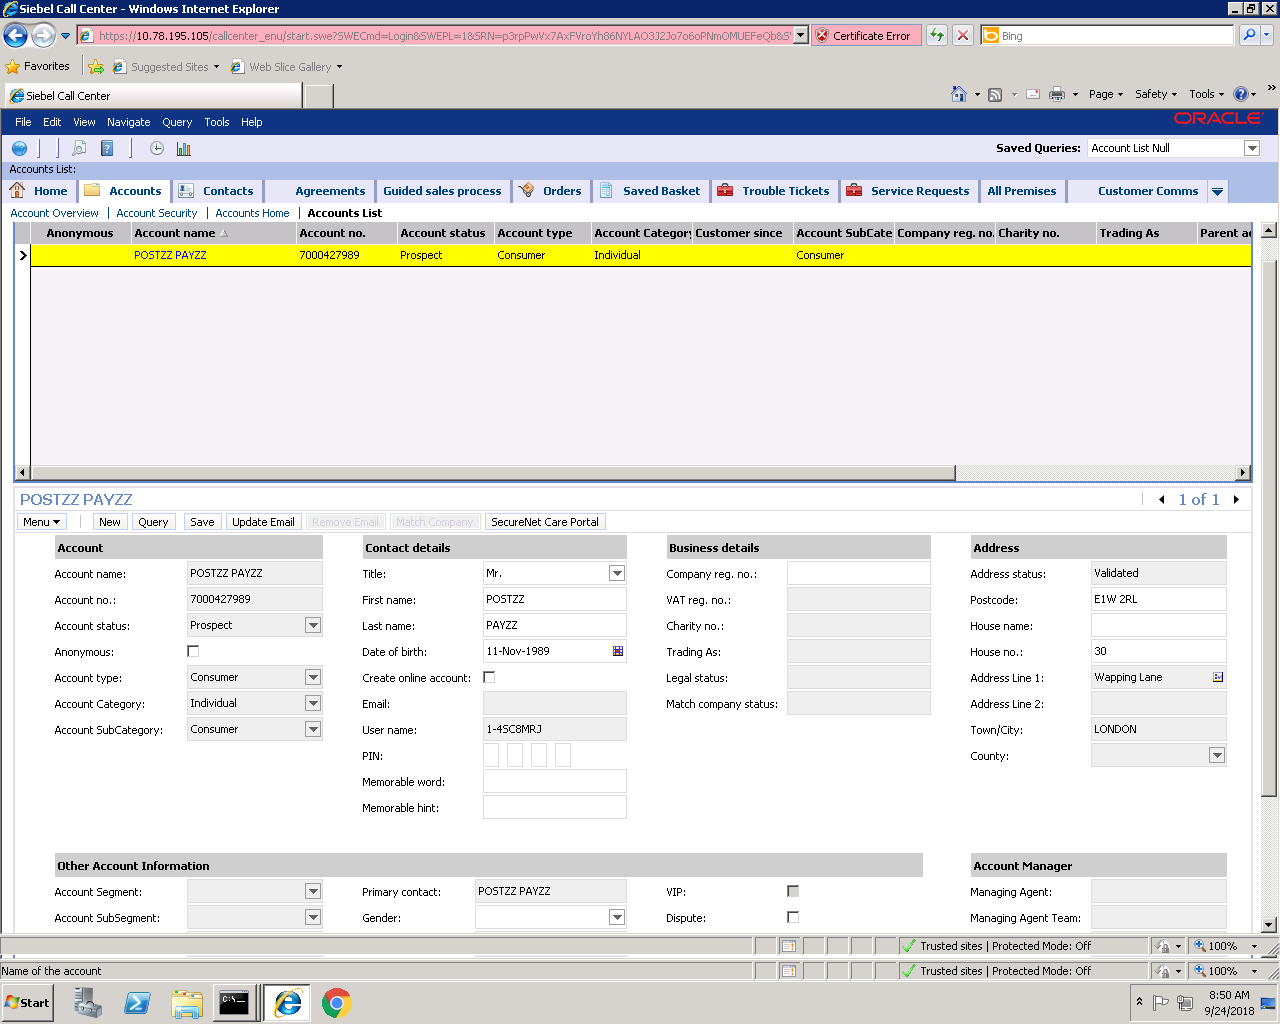 Siebel Call Center - Windows Internet Explorer
https://10.78.195.105/callcenter_enu/start.swe?SWECmd=Login&SWEPL=1&SRN=
Certificate Error
Bing
Favorites
Suggested Sites
Web Slice Gallery
Siebel Call Center
Page
Safety
Tools
»
File Edit View Navigate Query Tools Help
ORACLE
Saved Queries: Account List Null
Accounts List:
Home Accounts Contacts Agreements Guided sales process Orders Saved Basket Trouble Tickets Service Requests All Premises Customer Comms
Account Overview | Account Security | Accounts Home | Accounts List
Anonymous Account name Account no. Account status Account type Account Category Customer since Account SubCate Company reg. no. Charity no. Trading As Parent ac
POSTZZ PAYZZ 7000427989 Prospect Consumer Individual Consumer
POSTZZ PAYZZ
1 of 1
Menu New Query Save Update Email Remove Email Match Company SecureNet Care Portal
Account Contact details Business details Address
Account name: POSTZZ PAYZZ Title: Mr. Company reg. no.: Address status: Validated
Account no.: 7000427989 First name: POSTZZ VAT reg. no.: Postcode: E1W 2RL
Account status: Prospect Last name: PAYZZ Charity no.: House name:
Anonymous: Date of birth: 11-Nov-1989 Trading As: House no.: 30
Account type: Consumer Create online account: Legal status: Address Line 1: Wapping Lane
Account Category: Individual Email: Match company status: Address Line 2:
Account SubCategory: Consumer User name: 1-4SC8MRJ Town/City: LONDON
PIN: County:
Memorable word:
Memorable hint:
Other Account Information Account Manager
Account Segment: Primary contact: POSTZZ PAYZZ VIP: Managing Agent:
Account SubSegment: Gender: Dispute: Managing Agent Team:
Trusted sites | Protected Mode: Off 100%
Name of the account Trusted sites | Protected Mode: Off 100%
Start
8:50 AM
9/24/2018